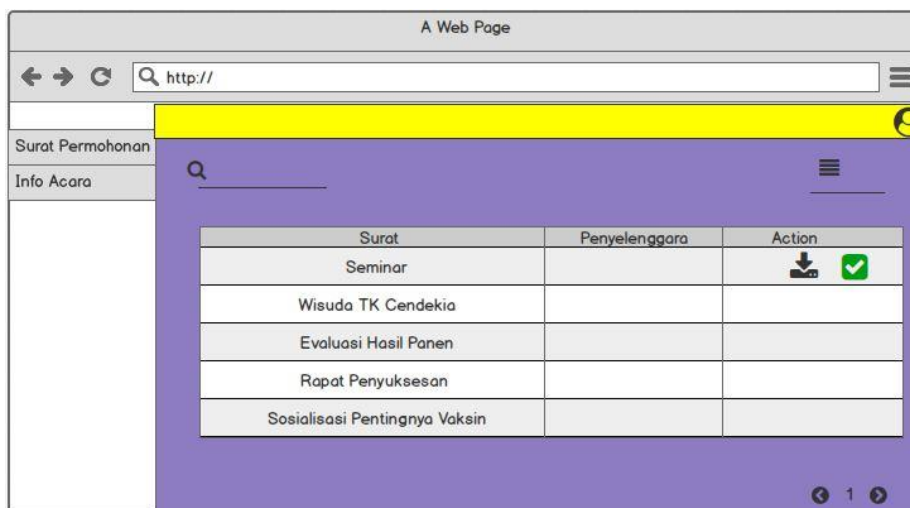 A Web Page
http://
Surat Permohonan
Info Acara
Surat Penyelenggara Action
Seminar
Wisuda TK Cendekia
Evaluasi Hasil Panen
Rapat Penyuksesan
Sosialisasi Pentingnya Vaksin
1